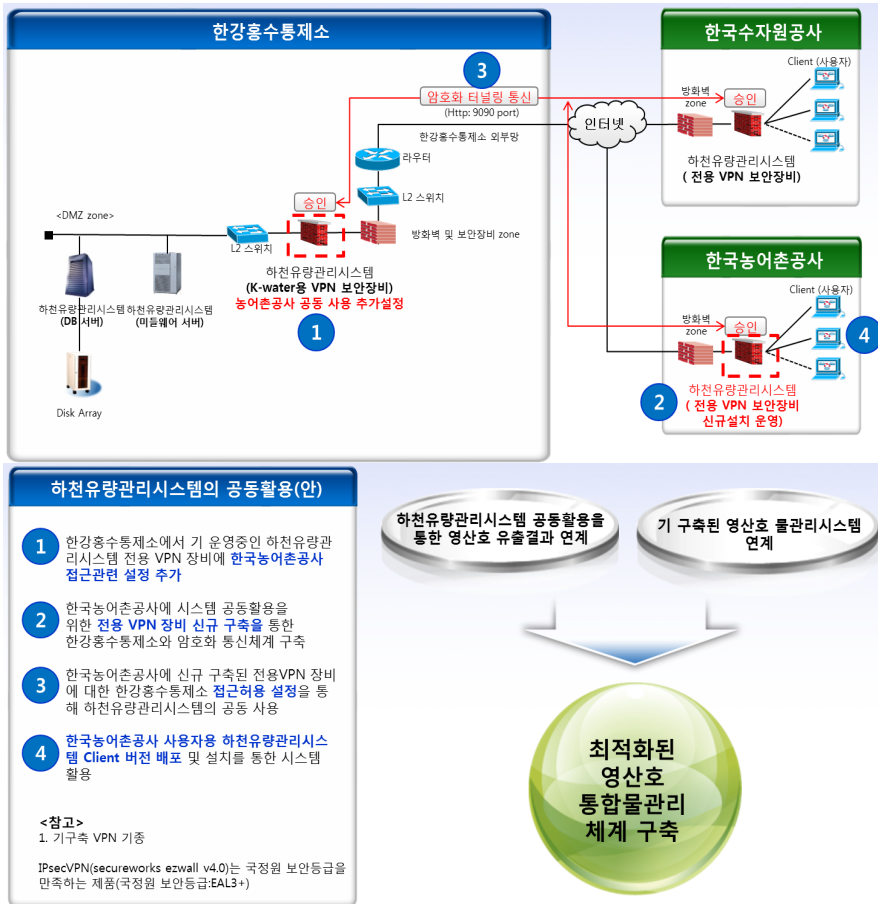 한강홍수통제소
3
암호화 터널링 통신
(Http: 9090 port)
한강홍수통제소 외부망
라우터
L2 스위치
승인
방화벽 및 보안장비 zone
<DMZ zone>
L2 스위치
하천유량관리시스템
(K-water용 VPN 보안장비)
농어촌공사 공동 사용 추가설정
1
하천유량관리시스템
(DB 서버)
하천유량관리시스템
(미들웨어 서버)
Disk Array
인터넷
한국수자원공사
Client (사용자)
방화벽
zone
승인
하천유량관리시스템
( 전용 VPN 보안장비)
한국농어촌공사
Client (사용자)
방화벽
zone
승인
4
2
하천유량관리시스템
( 전용 VPN 보안장비
신규설치 운영)
하천유량관리시스템의 공동활용(안)
1
한강홍수통제소에서 기 운영중인 하천유량관
리시스템 전용 VPN 장비에 한국농어촌공사
접근관련 설정 추가
2
한국농어촌공사에 시스템 공동활용을
위한 전용 VPN 장비 신규 구축을 통한
한강홍수통제소와 암호화 통신체계 구축
3
한국농어촌공사에 신규 구축된 전용VPN 장비
에 대한 한강홍수통제소 접근허용 설정을 통
해 하천유량관리시스템의 공동 사용
4
한국농어촌공사 사용자용 하천유량관리시스
템 Client 버전 배포 및 설치를 통한 시스템
활용
<참고>
1. 기구축 VPN 기종
IPsecVPN(secureworks ezwall v4.0)는 국정원 보안등급을
만족하는 제품(국정원 보안등급:EAL3+)
하천유량관리시스템 공동활용을
통한 영산호 유출결과 연계
기 구축된 영산호 물관리시스템
연계
최적화된
영산호
통합물관리
체계 구축